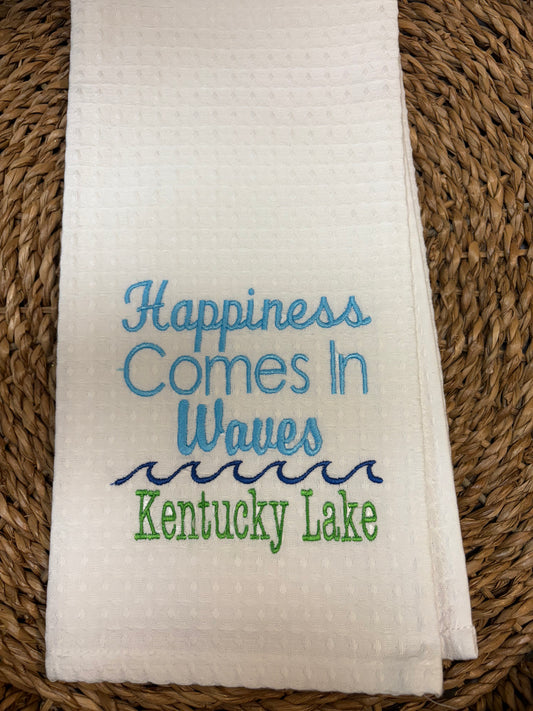 Happiness
Comes In
Waves
Kentucky Lake